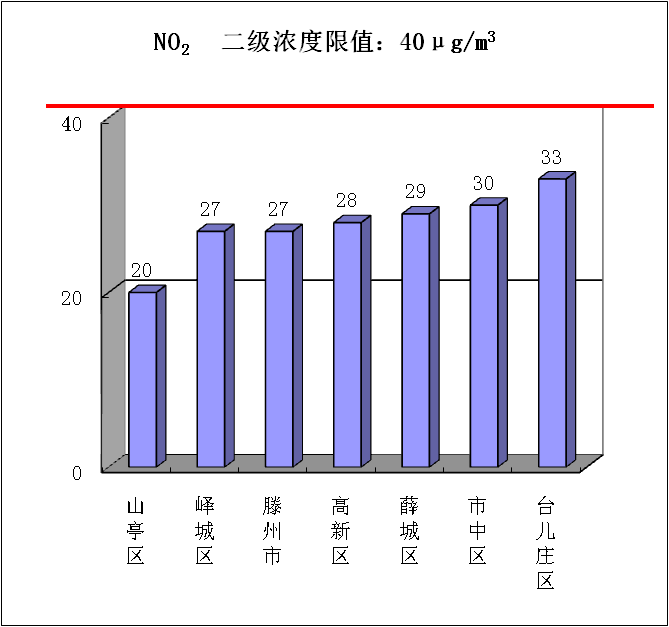 NO₂ 二级浓度限值：40μg/m³
40
20
0
20
27
27
28
29
30
33
山亭区
峄城区
滕州市
高新区
薛城区
市中区
台儿庄区